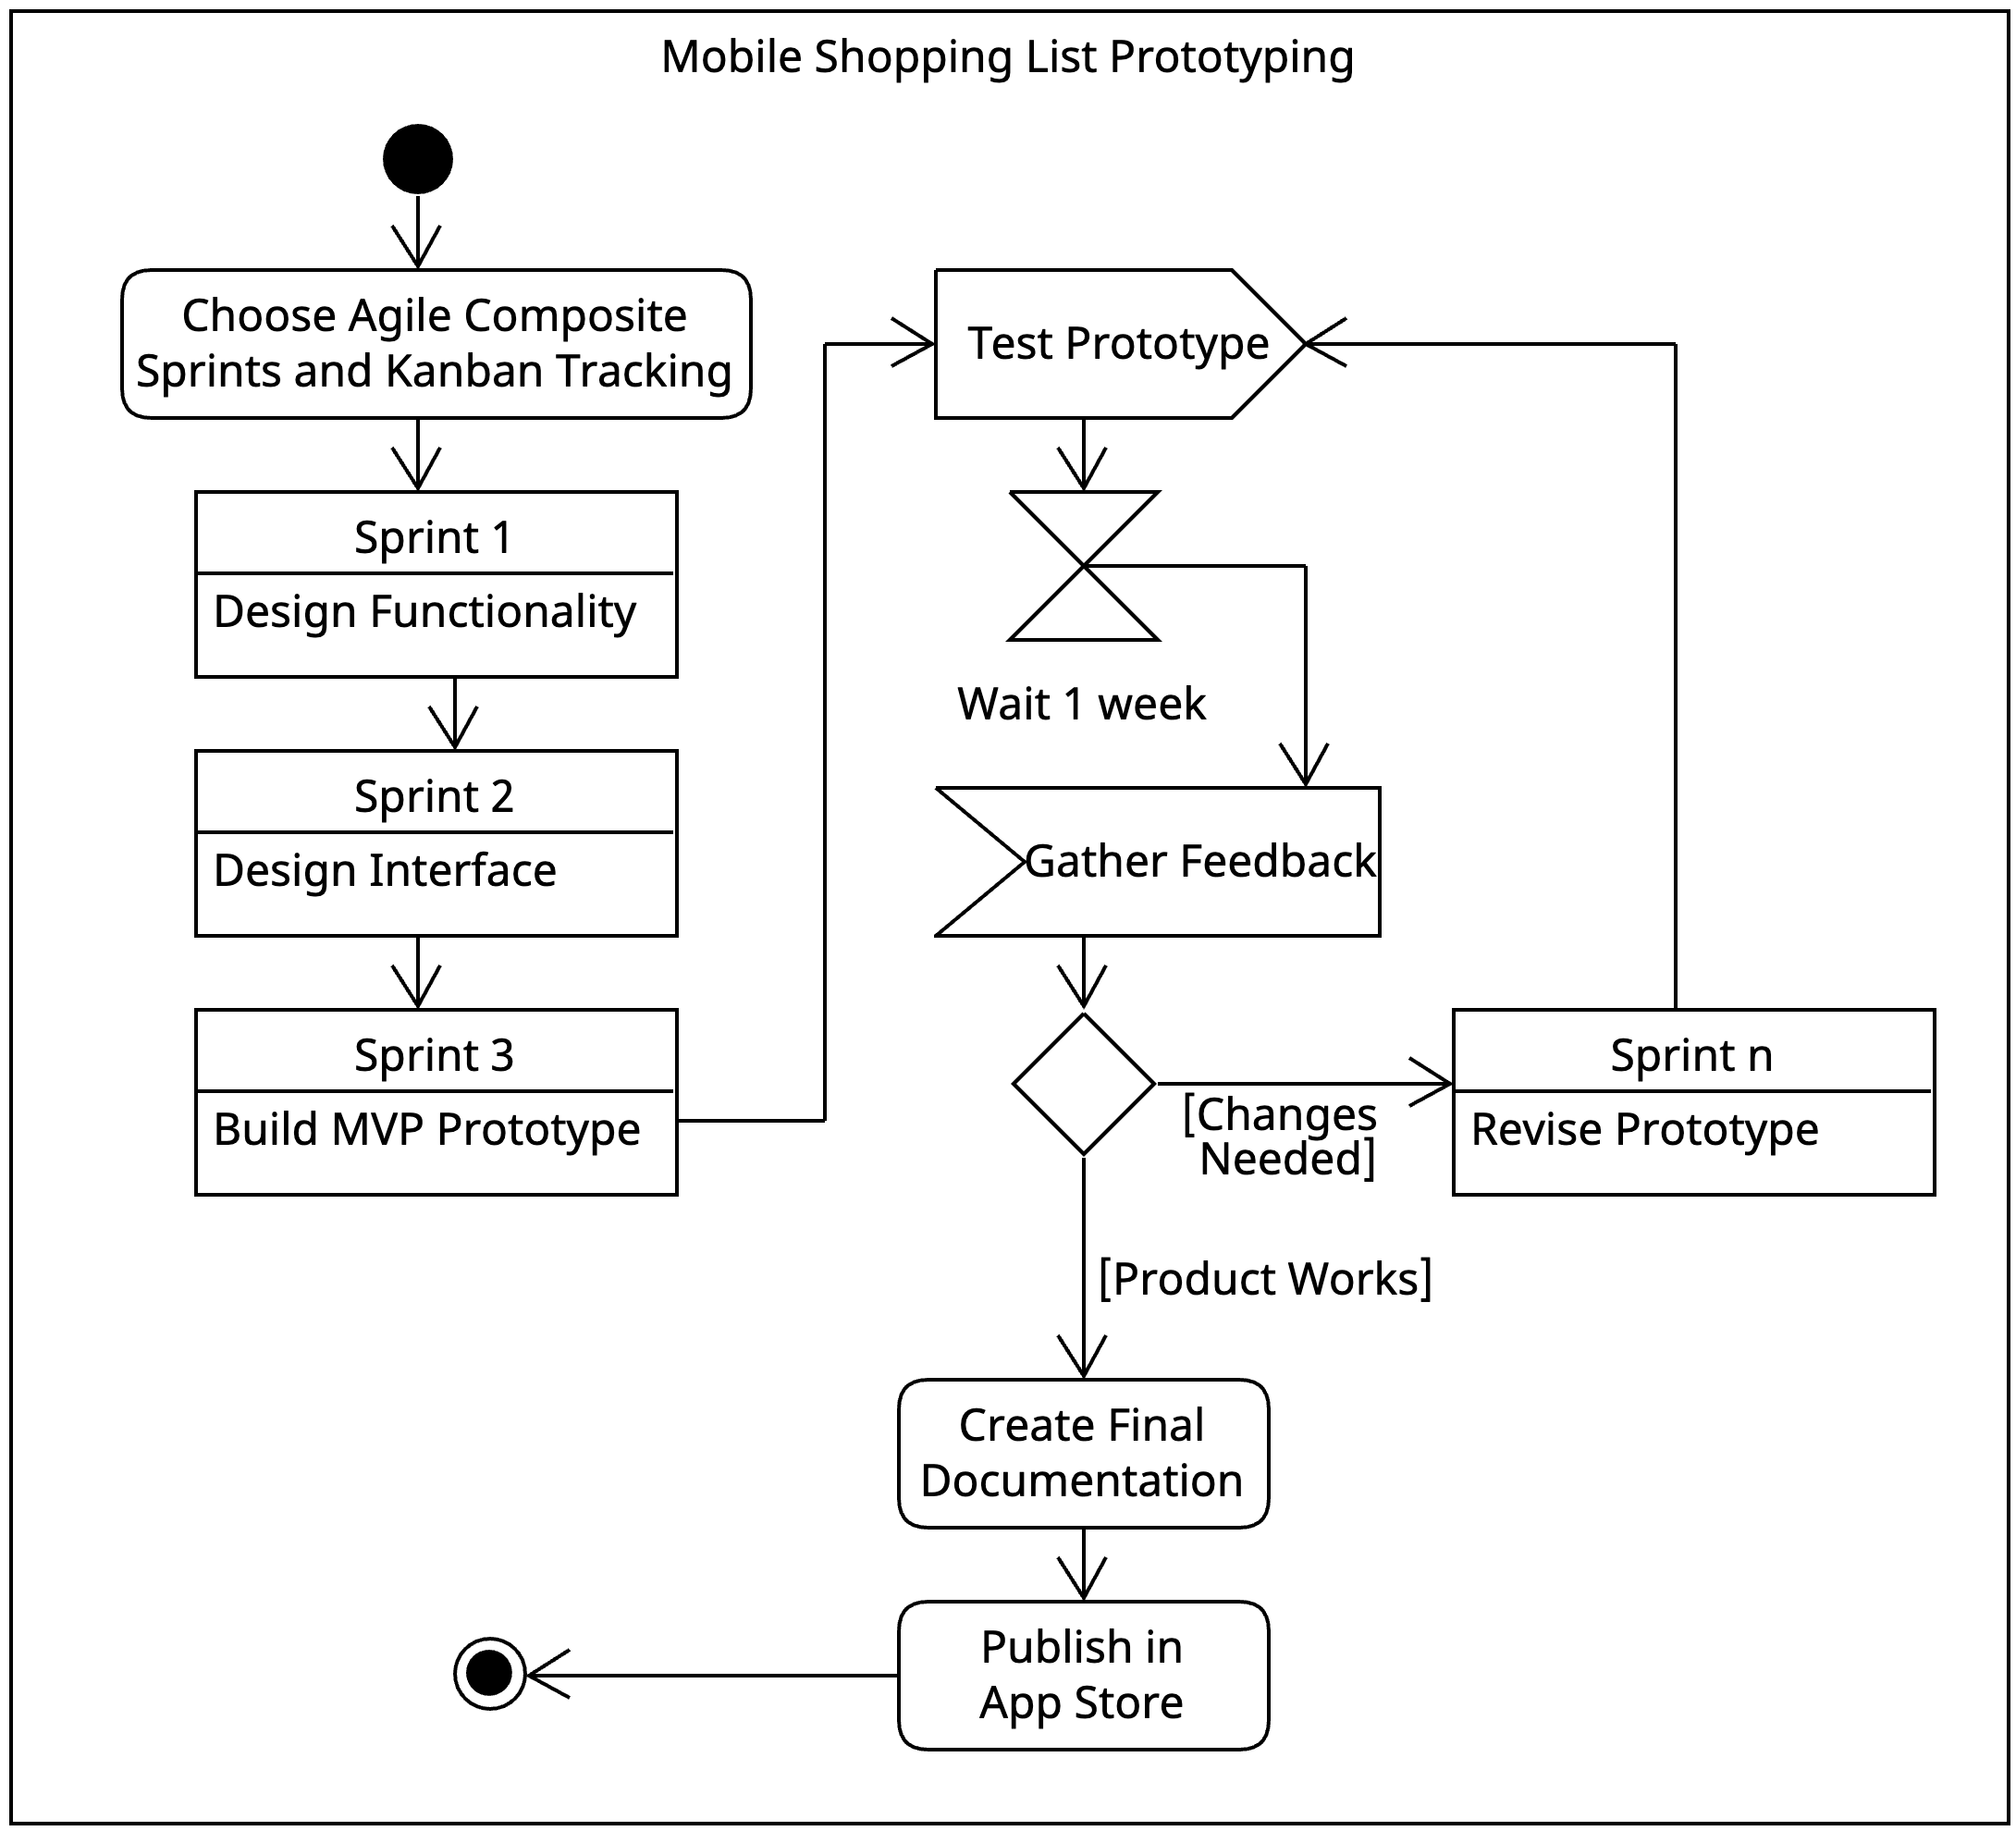 Mobile Shopping List Prototyping
Choose Agile Composite
Sprints and Kanban Tracking
Sprint 1
Design Functionality
Sprint 2
Design Interface
Sprint 3
Build MVP Prototype
Test Prototype
Wait 1 week
Gather Feedback
[Changes
Needed]
Sprint n
Revise Prototype
[Product Works]
Create Final
Documentation
Publish in
App Store